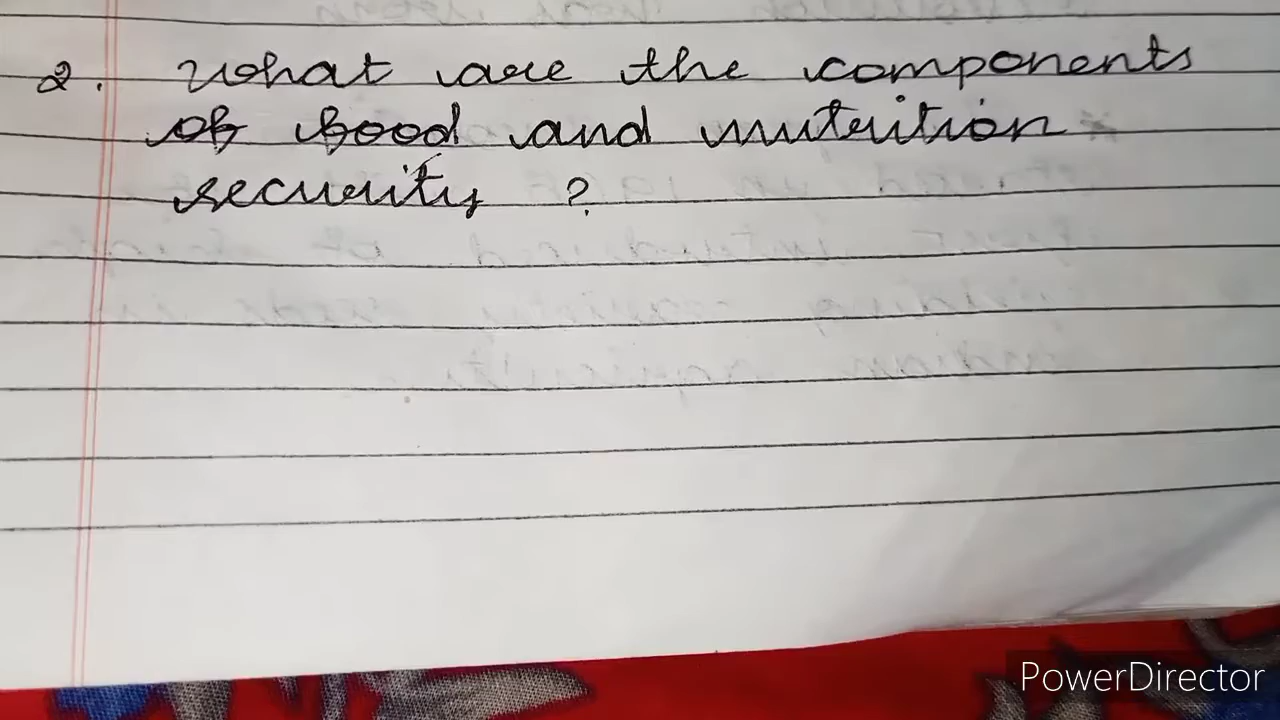 2. What are the components
of food and nutrition
security ?
PowerDirector